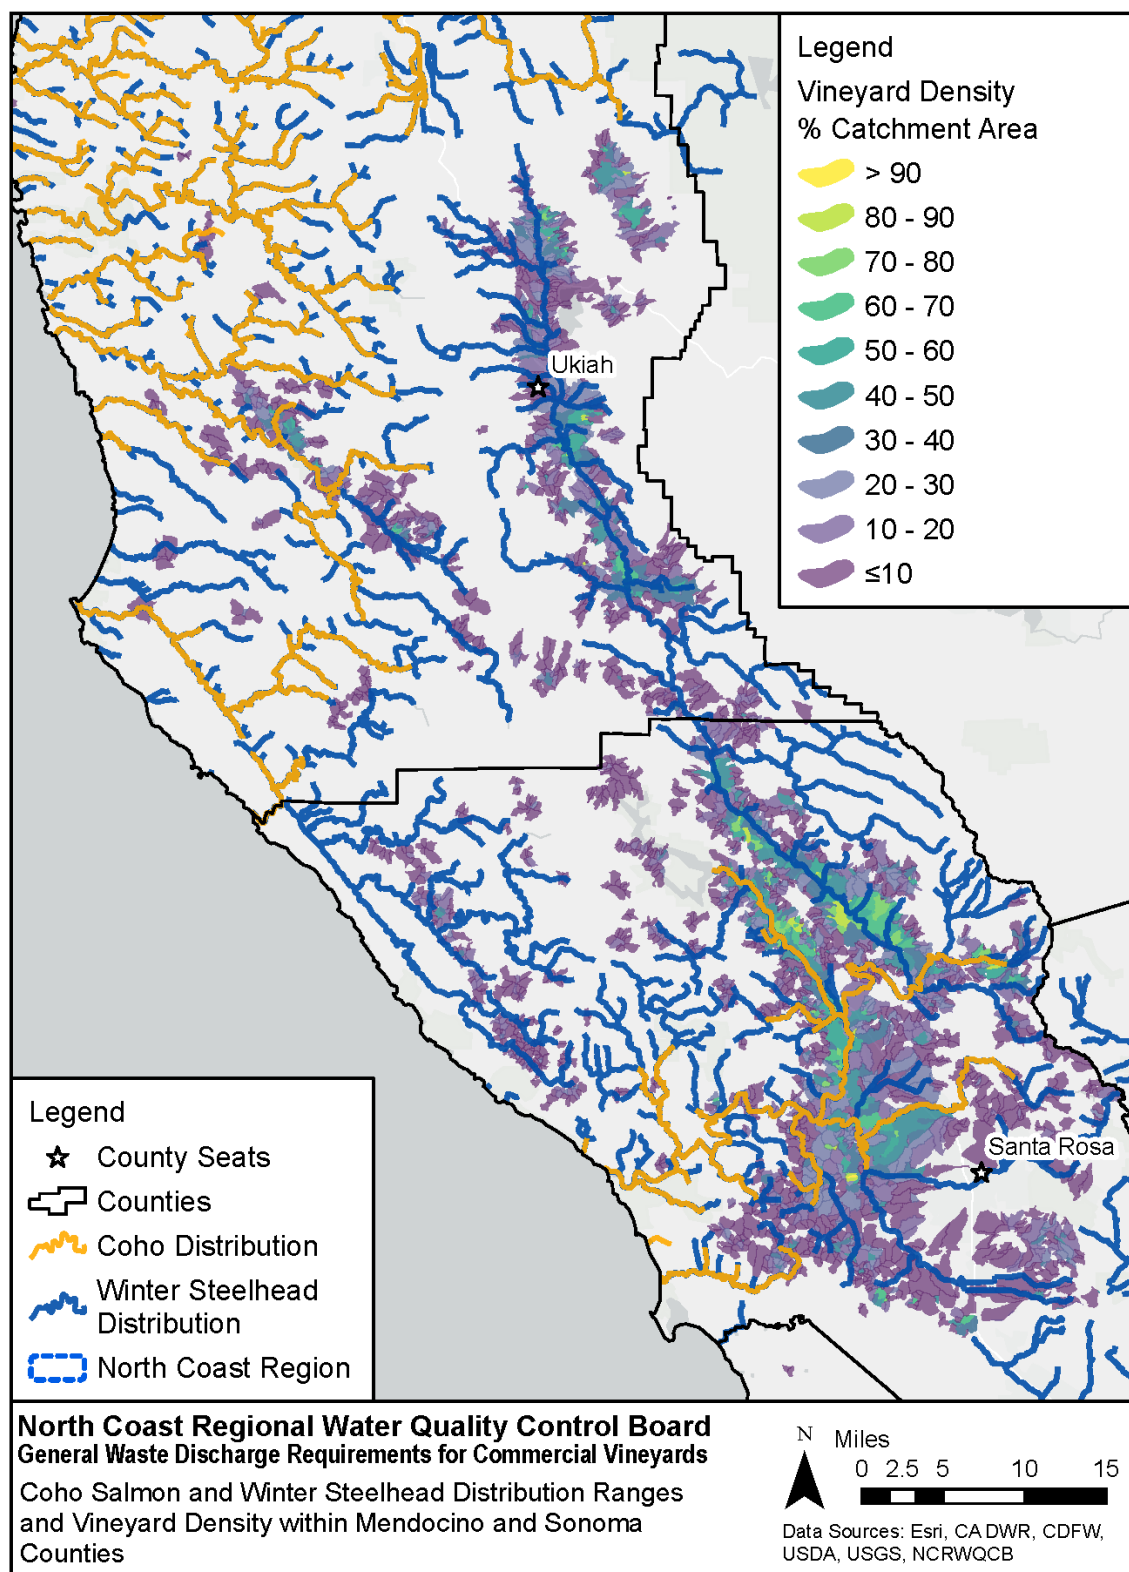 Legend
Vineyard Density
% Catchment Area
> 90
80 - 90
70 - 80
60 - 70
50 - 60
40 - 50
30 - 40
20 - 30
10 - 20
≤10
Ukiah
Santa Rosa
Legend
County Seats
Counties
Coho Distribution
Winter Steelhead
Distribution
North Coast Region
North Coast Regional Water Quality Control Board
General Waste Discharge Requirements for Commercial Vineyards
Coho Salmon and Winter Steelhead Distribution Ranges
and Vineyard Density within Mendocino and Sonoma
Counties
N
Miles
0 2.5 5 10 15
Data Sources: Esri, CA DWR, CDFW,
USDA, USGS, NCRWQCB